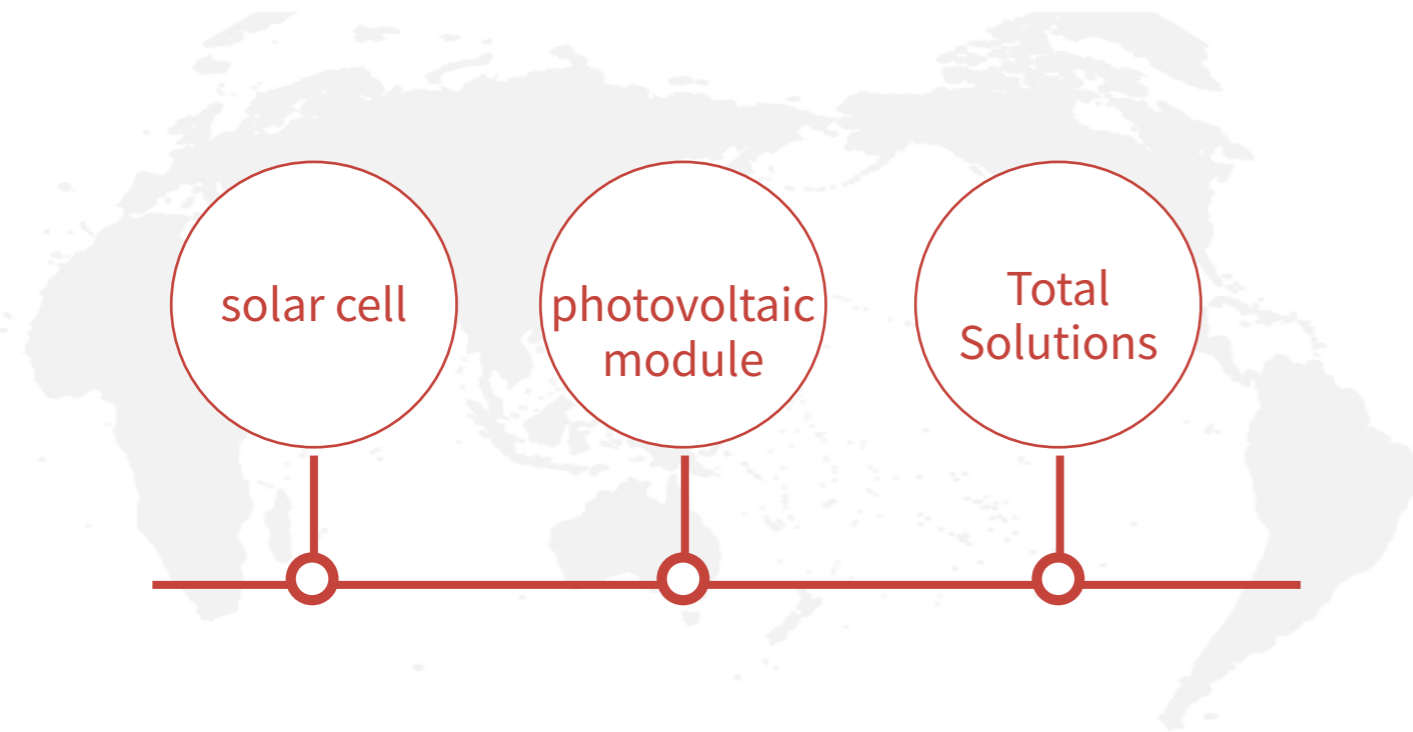 solar cell
photovoltaic
module
Total
Solutions